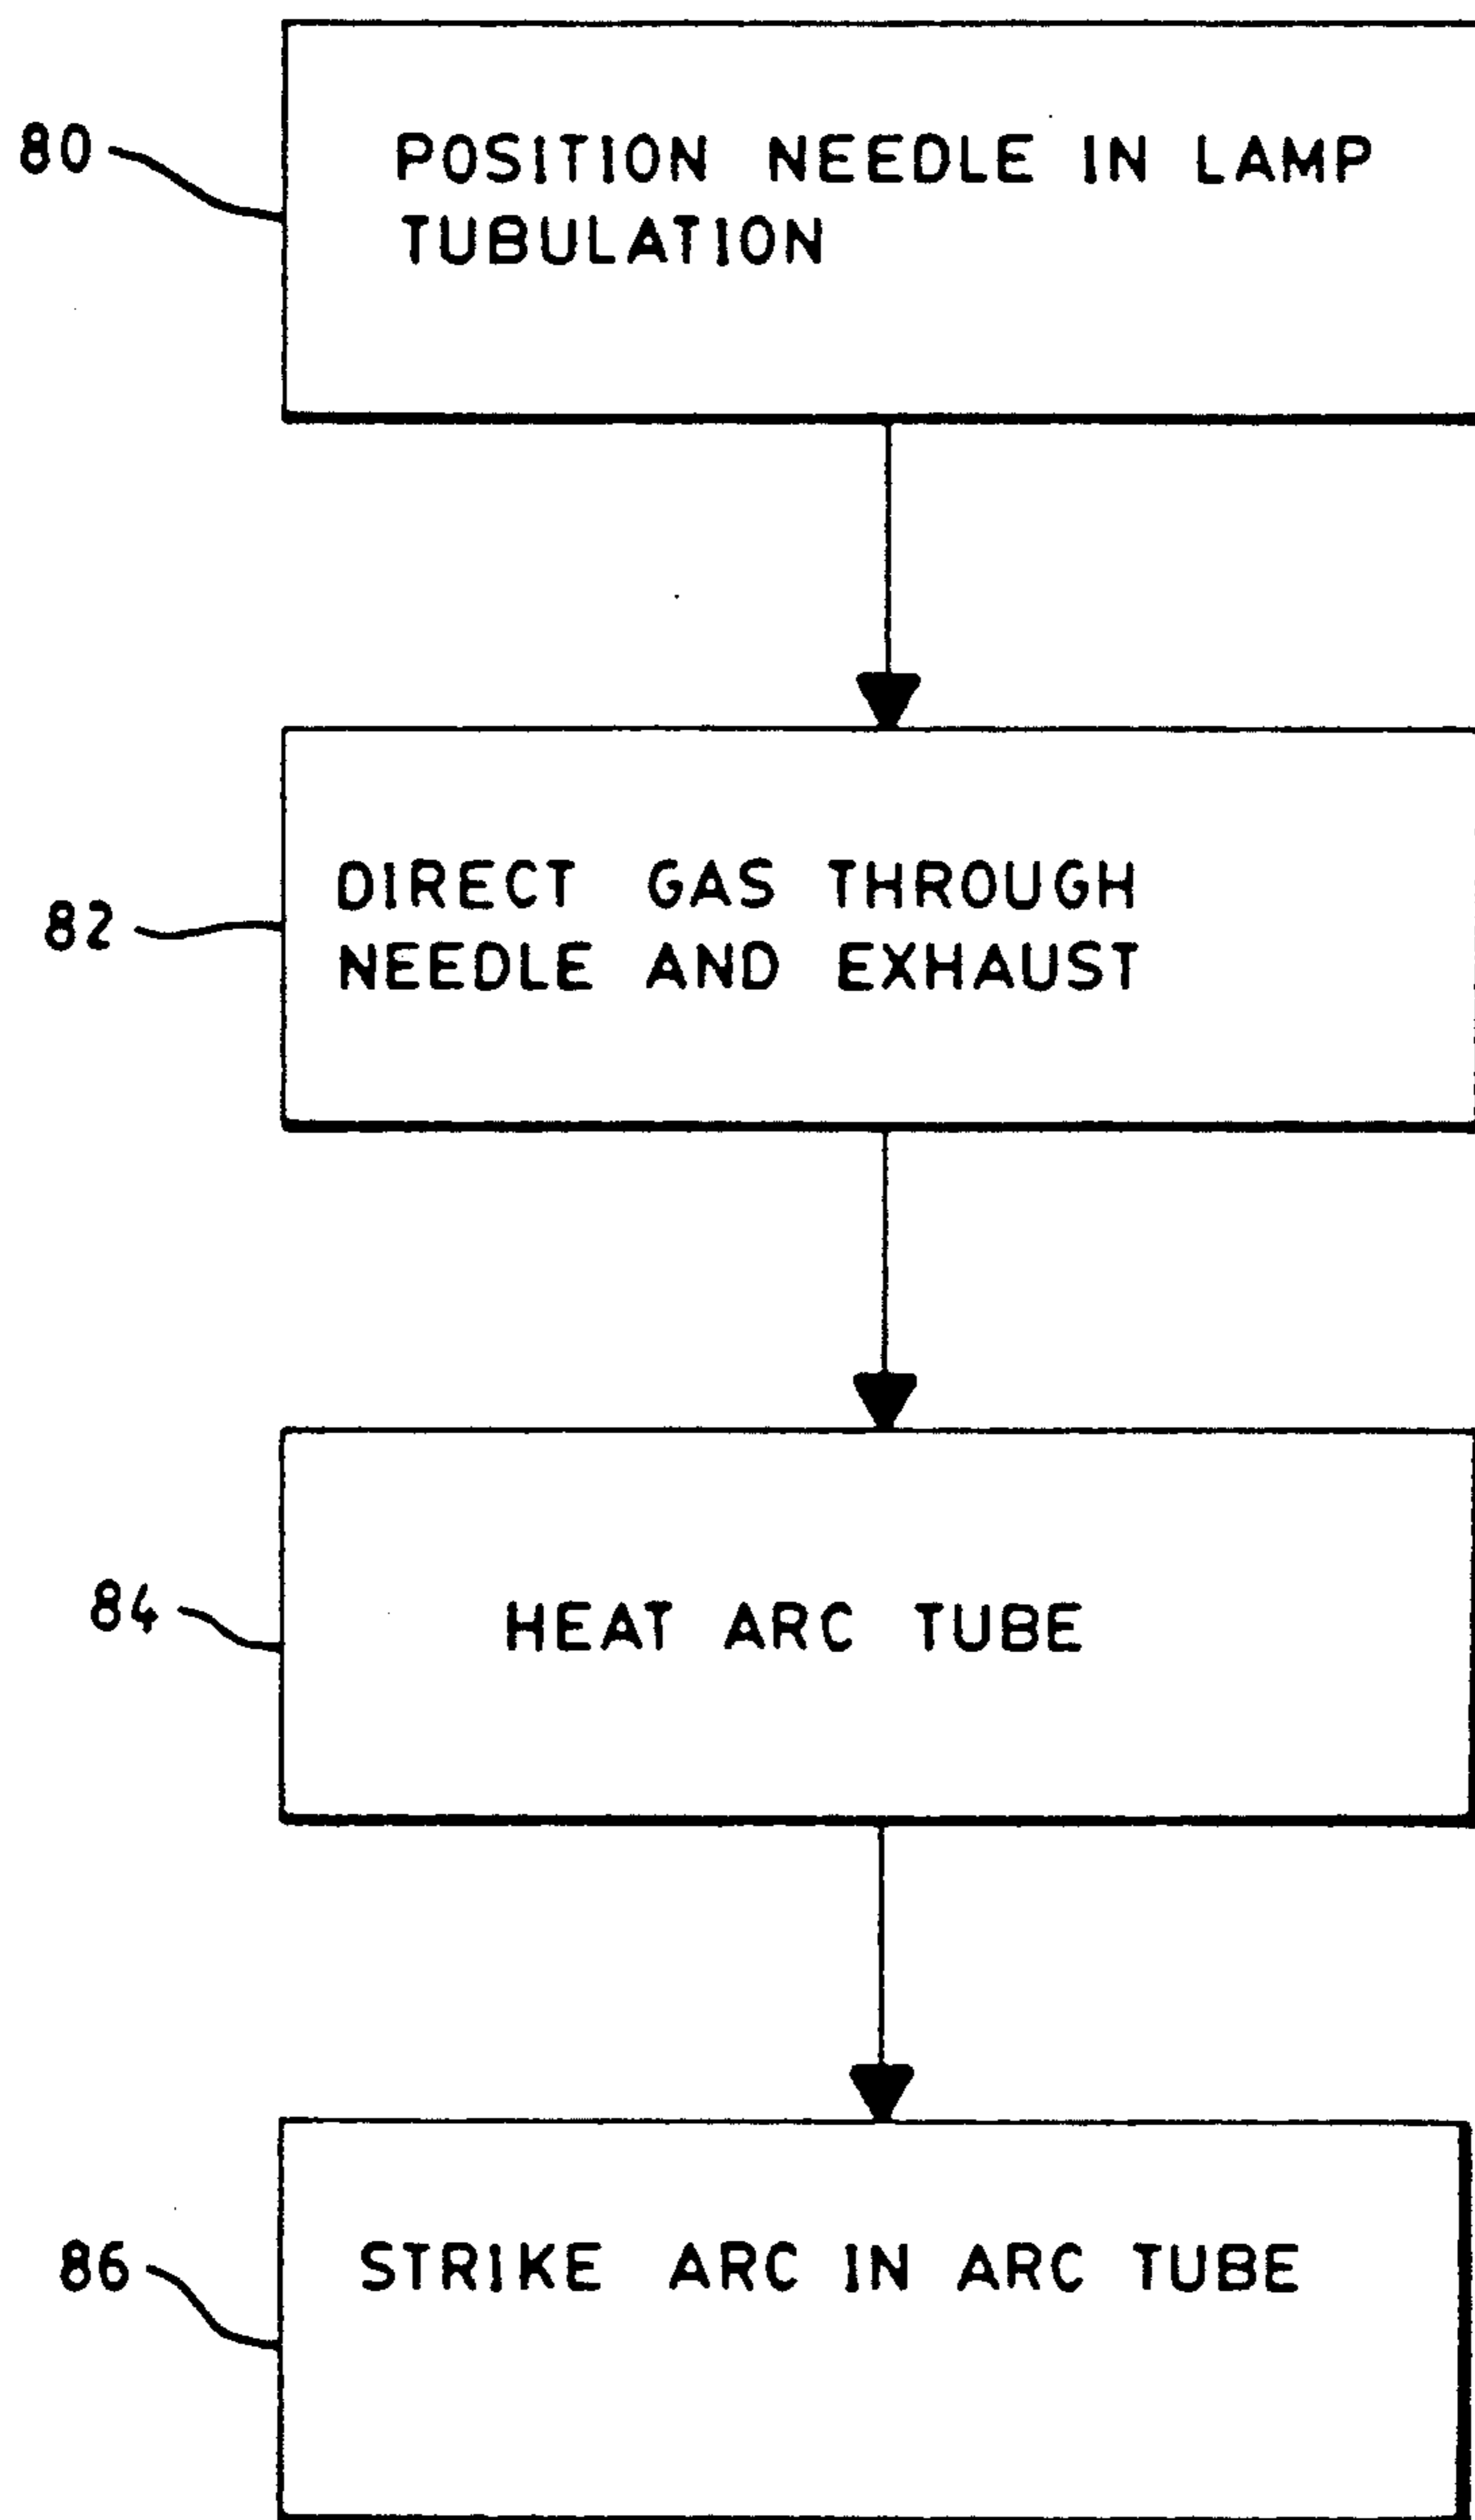 80
POSITION NEEDLE IN LAMP
TUBULATION
82
DIRECT GAS THROUGH
NEEDLE AND EXHAUST
84
HEAT ARC TUBE
86
STRIKE ARC IN ARC TUBE